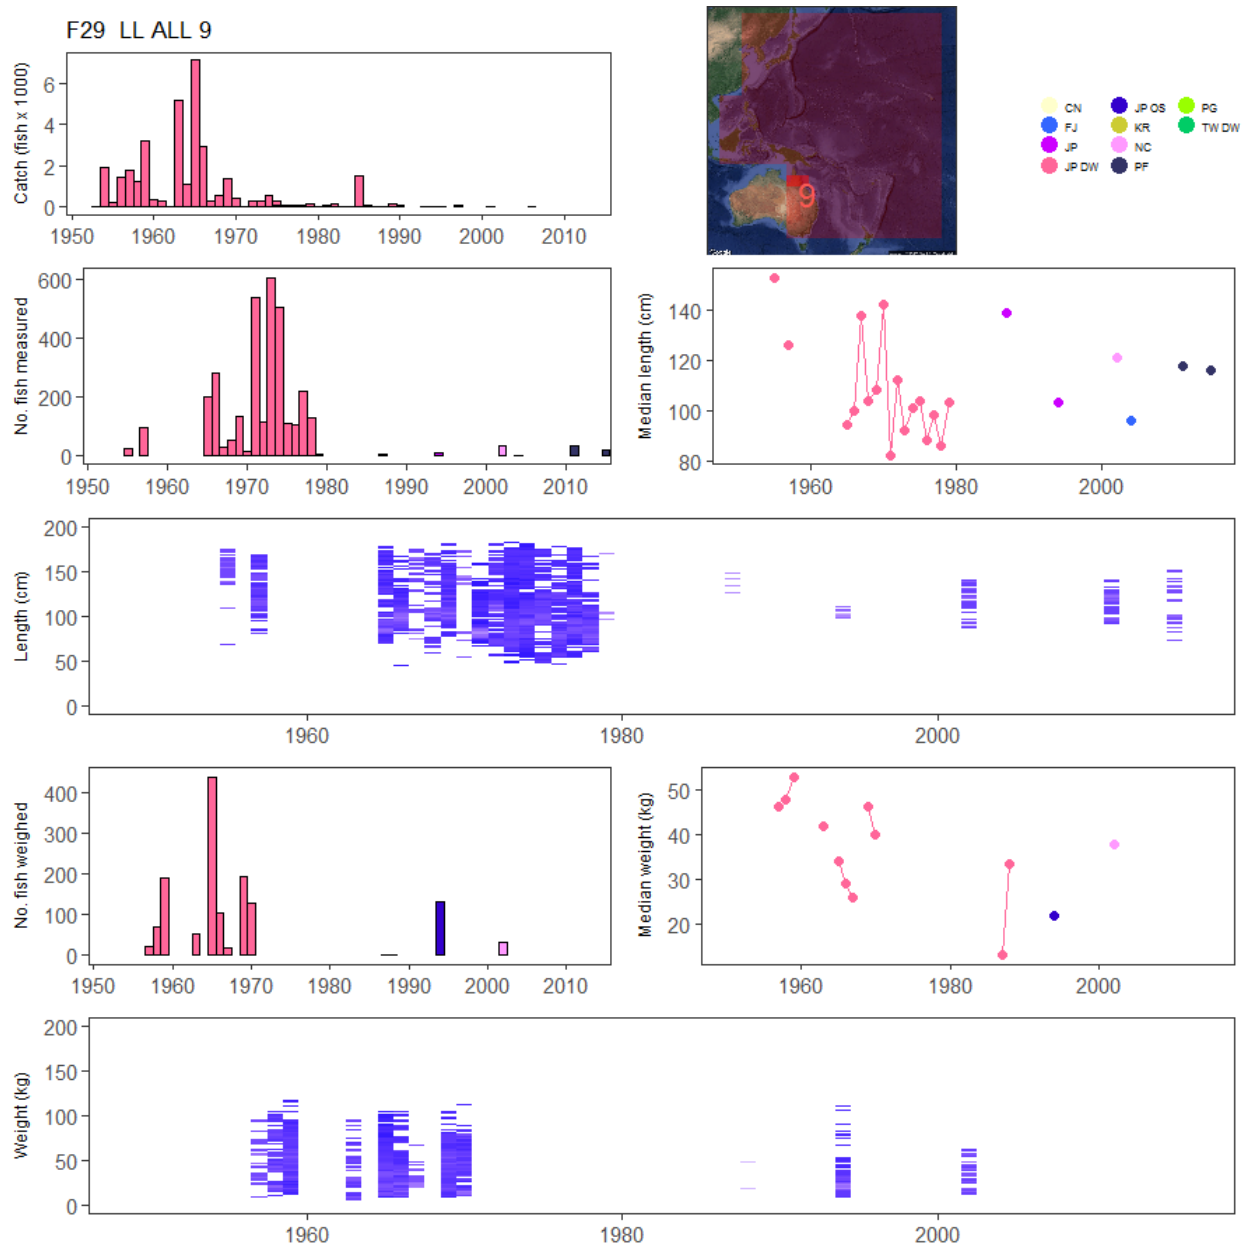 F29 LL ALL 9
Catch (fish x 1000)
6
4
2
0
1950 1960 1970 1980 1990 2000 2010
9
CN JP OS PG
FJ KR TW DW
JP NC
JP DW PF
No. fish measured
600
400
200
0
1950 1960 1970 1980 1990 2000 2010
Median length (cm)
140
120
100
80
1960 1980 2000
Length (cm)
200
150
100
50
0
1960 1980 2000
No. fish weighed
400
300
200
100
0
1950 1960 1970 1980 1990 2000 2010
Median weight (kg)
50
40
30
20
1960 1980 2000
Weight (kg)
200
150
100
50
0
1960 1980 2000